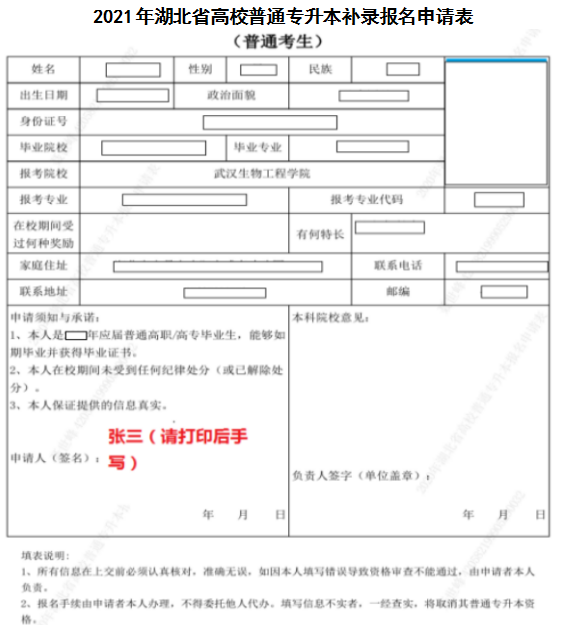 2021年湖北省高校普通专升本补录报名申请表
（普通考生）
姓名 性别 民族
出生日期 政治面貌
身份证号
毕业院校 毕业专业
报考院校 武汉生物工程学院
报考专业 报考专业代码
在校期间受
过何种奖励 有何特长
家庭住址 联系电话
联系地址 邮编
申请须知与承诺：
1、本人是 年应届普通高职/高专毕业生，能够如
期毕业并获得毕业证书。
2、本人在校期间未受到任何纪律处分（或已解除处
分）。
3、本人保证提供的信息真实。
张三（请打印后手
写）
申请人（签名）：
年 月 日
本科院校意见：
负责人签字（单位盖章）：
年 月 日
填表说明：
1、所有信息在上交前必须认真核对，准确无误，如因本人填写错误导致资格审查不能通过，由申请者本人
负责。
2、报名手续由申请者本人办理，不得委托他人代办。填写信息不实者，一经查实，将取消其普通专升本资
格。